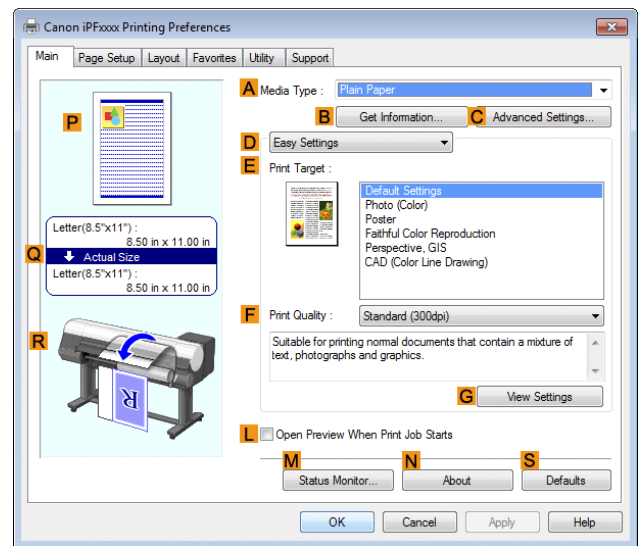 Canon iPFxxxx Printing Preferences
Main Page Setup Layout Favorites Utility Support
A Media Type : Plain Paper
B Get Information... C Advanced Settings...
D Easy Settings
E Print Target :
Default Settings
Photo (Color)
Poster
Faithful Color Reproduction
Perspective, GIS
CAD (Color Line Drawing)
P
Q
Letter(8.5"x11") :
8.50 in x 11.00 in
Actual Size
Letter(8.5"x11") :
8.50 in x 11.00 in
R
R
F Print Quality : Standard (300dpi)
Suitable for printing normal documents that contain a mixture of
text, photographs and graphics.
G View Settings
L Open Preview When Print Job Starts
M N S
Status Monitor... About Defaults
OK Cancel Apply Help